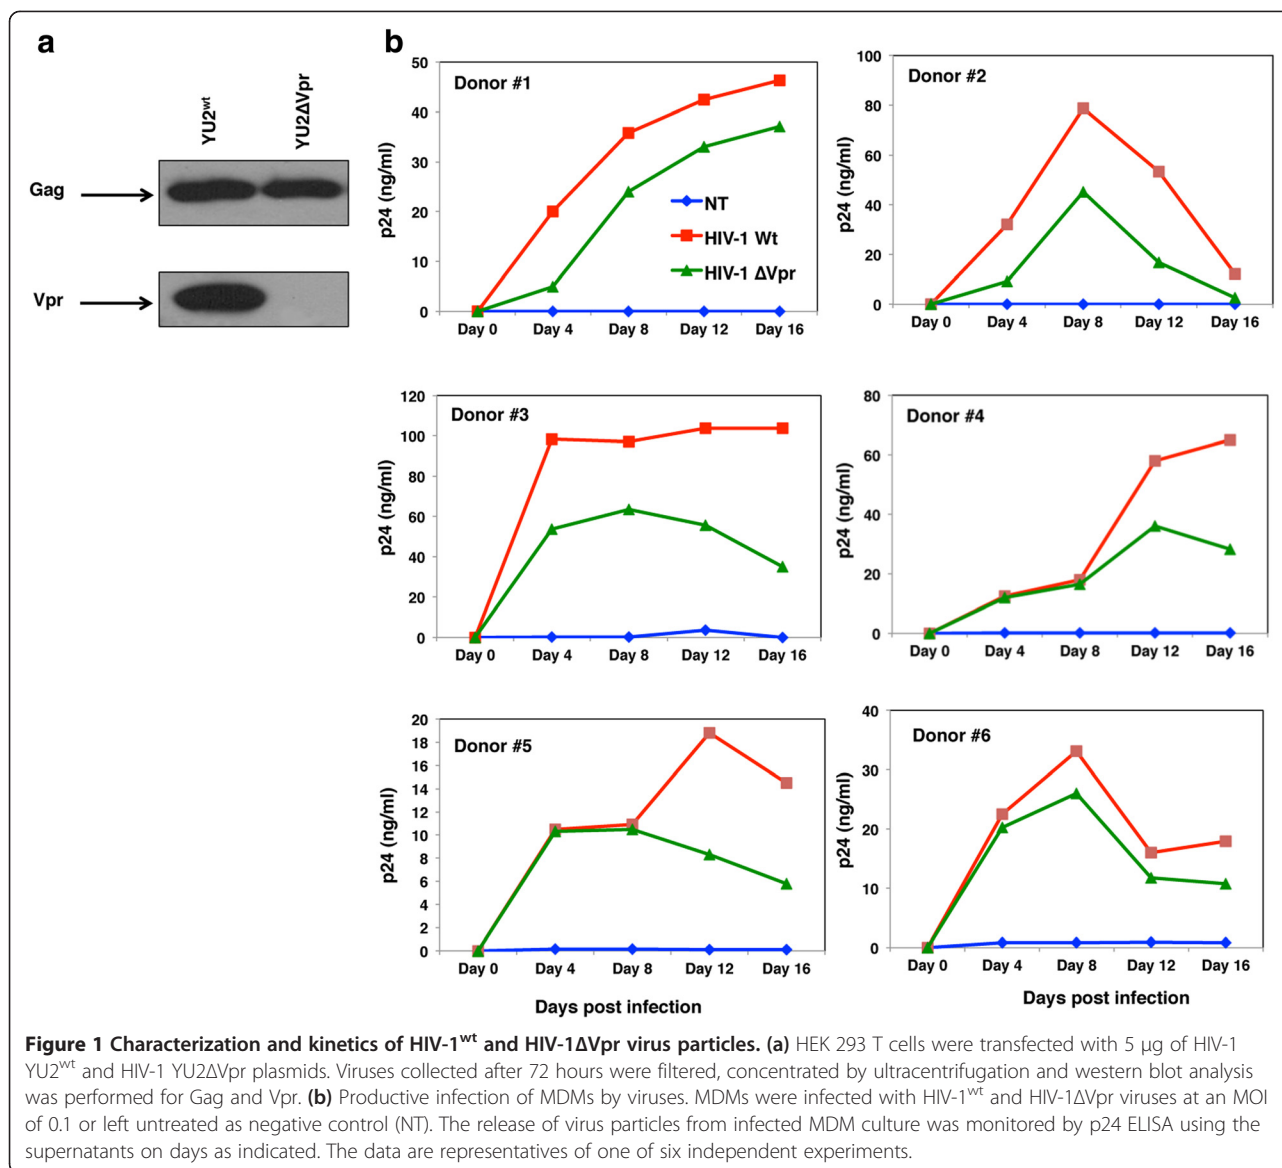 a
YU2wt
YU2ΔVpr
Gag
Vpr
b
Donor #1
p24 (ng/ml)
50
40
30
20
10
0
NT
HIV-1 Wt
HIV-1 ΔVpr
Day 0 Day 4 Day 8 Day 12 Day 16
Donor #2
p24 (ng/ml)
100
80
60
40
20
0
Day 0 Day 4 Day 8 Day 12 Day 16
Donor #3
p24 (ng/ml)
120
100
80
60
40
20
0
Day 0 Day 4 Day 8 Day 12 Day 16
Donor #4
p24 (ng/ml)
80
60
40
20
0
Day 0 Day 4 Day 8 Day 12 Day 16
Donor #5
p24 (ng/ml)
20
18
16
14
12
10
8
6
4
2
0
Day 0 Day 4 Day 8 Day 12 Day 16
Days post infection
Donor #6
p24 (ng/ml)
40
30
20
10
0
Day 0 Day 4 Day 8 Day 12 Day 16
Days post infection
Figure 1 Characterization and kinetics of HIV-1wt and HIV-1ΔVpr virus particles. (a) HEK 293 T cells were transfected with 5 μg of HIV-1
YU2wt and HIV-1 YU2ΔVpr plasmids. Viruses collected after 72 hours were filtered, concentrated by ultracentrifugation and western blot analysis
was performed for Gag and Vpr. (b) Productive infection of MDMs by viruses. MDMs were infected with HIV-1wt and HIV-1ΔVpr viruses at an MOI
of 0.1 or left untreated as negative control (NT). The release of virus particles from infected MDM culture was monitored by p24 ELISA using the
supernatants on days as indicated. The data are representatives of one of six independent experiments.